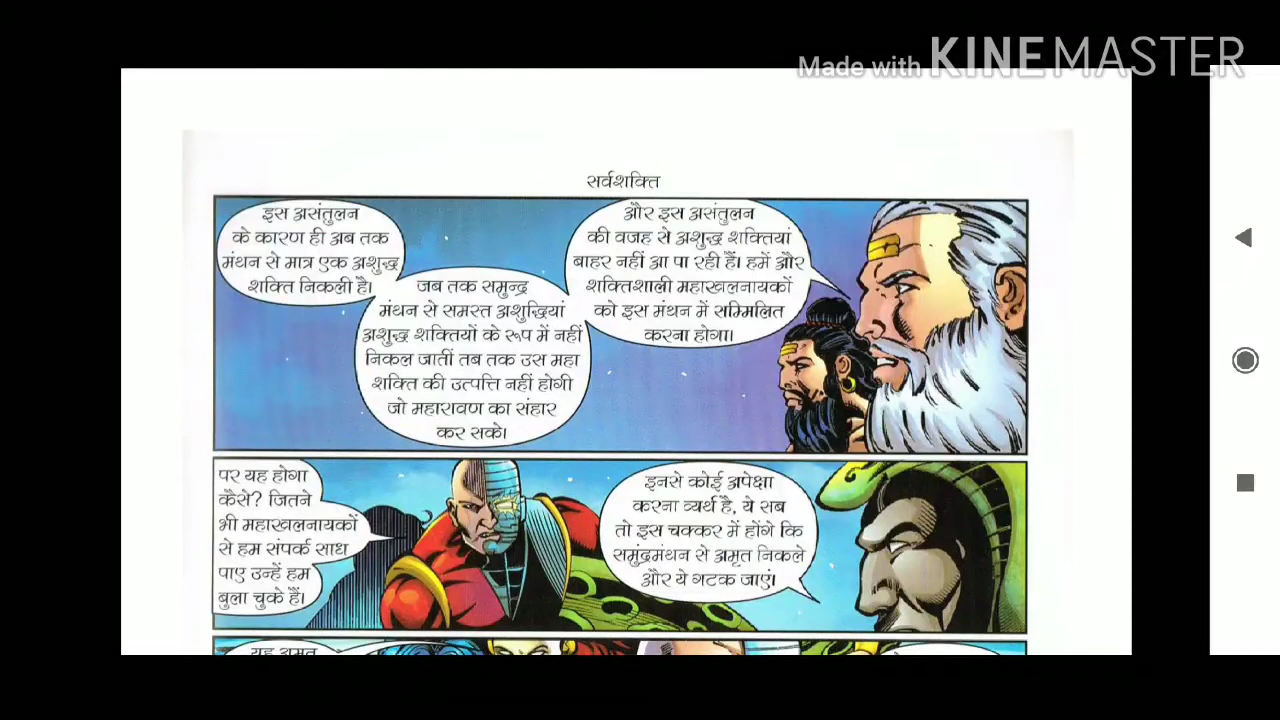 Made with KINEMASTER
सर्वशक्ति
इस असंतुलन
के कारण ही अब तक
मंथन से मात्र एक अशुद्ध
शक्ति निकली है।
जब तक समुन्द्र
मंथन से समस्त अशुद्धियां
अशुद्ध शक्तियों के रूप में नहीं
निकल जातीं तब तक उस महा
शक्ति की उत्पत्ति नहीं होगी
जो महारावण का संहार
कर सके।
और इस असंतुलन
की वजह से अशुद्ध शक्तियां
बाहर नहीं आ पा रही हैं। हमें और
शक्तिशाली महाखलनायकों
को इस मंथन में सम्मिलित
करना होगा।
पर यह होगा
कैसे? जितने
भी महाखलनायकों
से हम संपर्क साध
पाए उन्हें हम
बुला चुके हैं।
इनसे कोई अपेक्षा
करना व्यर्थ है, ये सब
तो इस चक्कर में होंगे कि
समुंद्रमंथन से अमृत निकले
और ये गटक जाएं।
यह अमृत